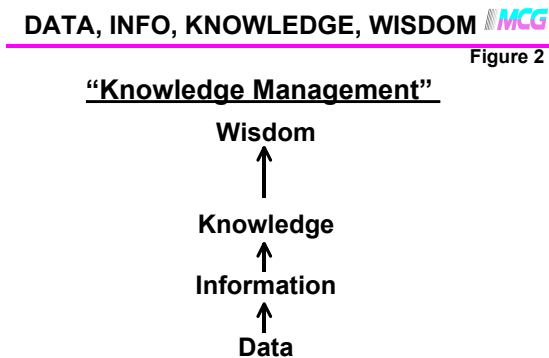 DATA, INFO, KNOWLEDGE, WISDOM MCG
Figure 2
“Knowledge Management”
Wisdom
Knowledge
Information
Data